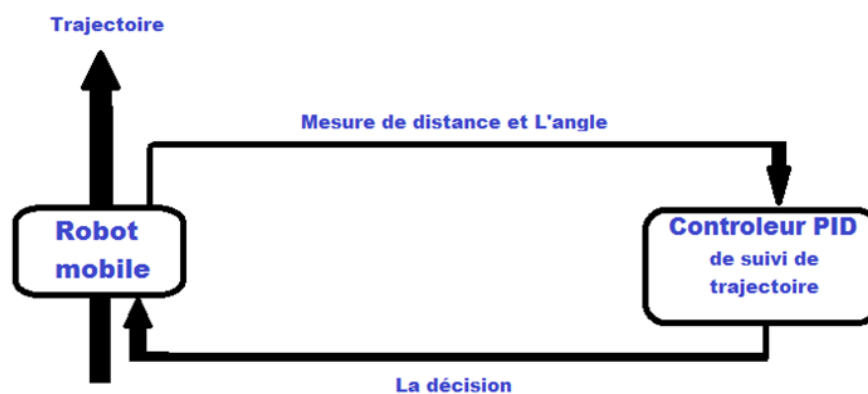 Trajectoire
Mesure de distance et L'angle
Robot
mobile
Controleur PID
de suivi de
trajectoire
La décision